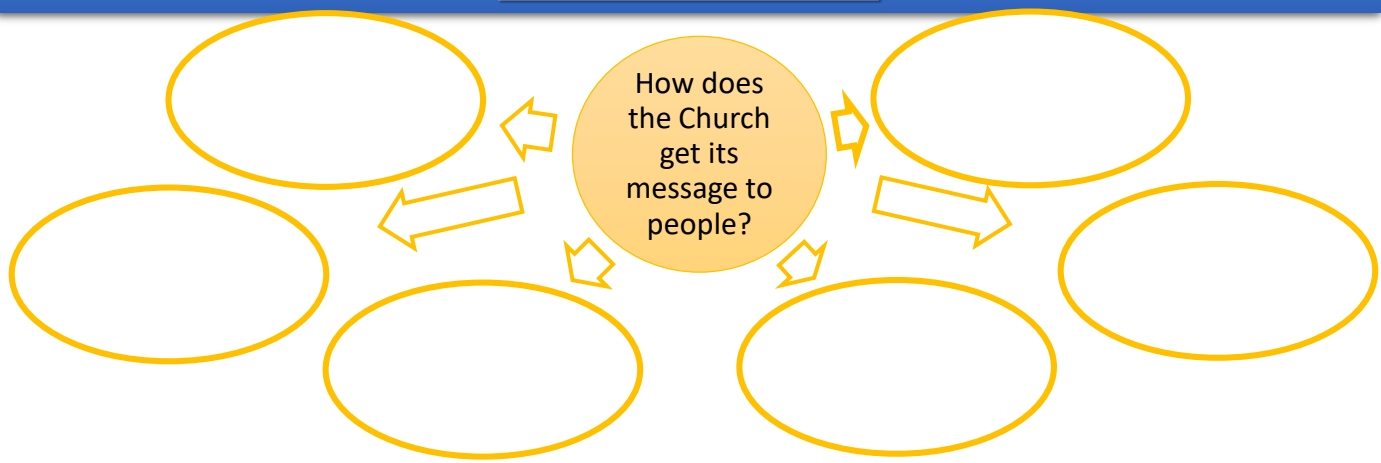 How does
the Church
get its
message to
people?